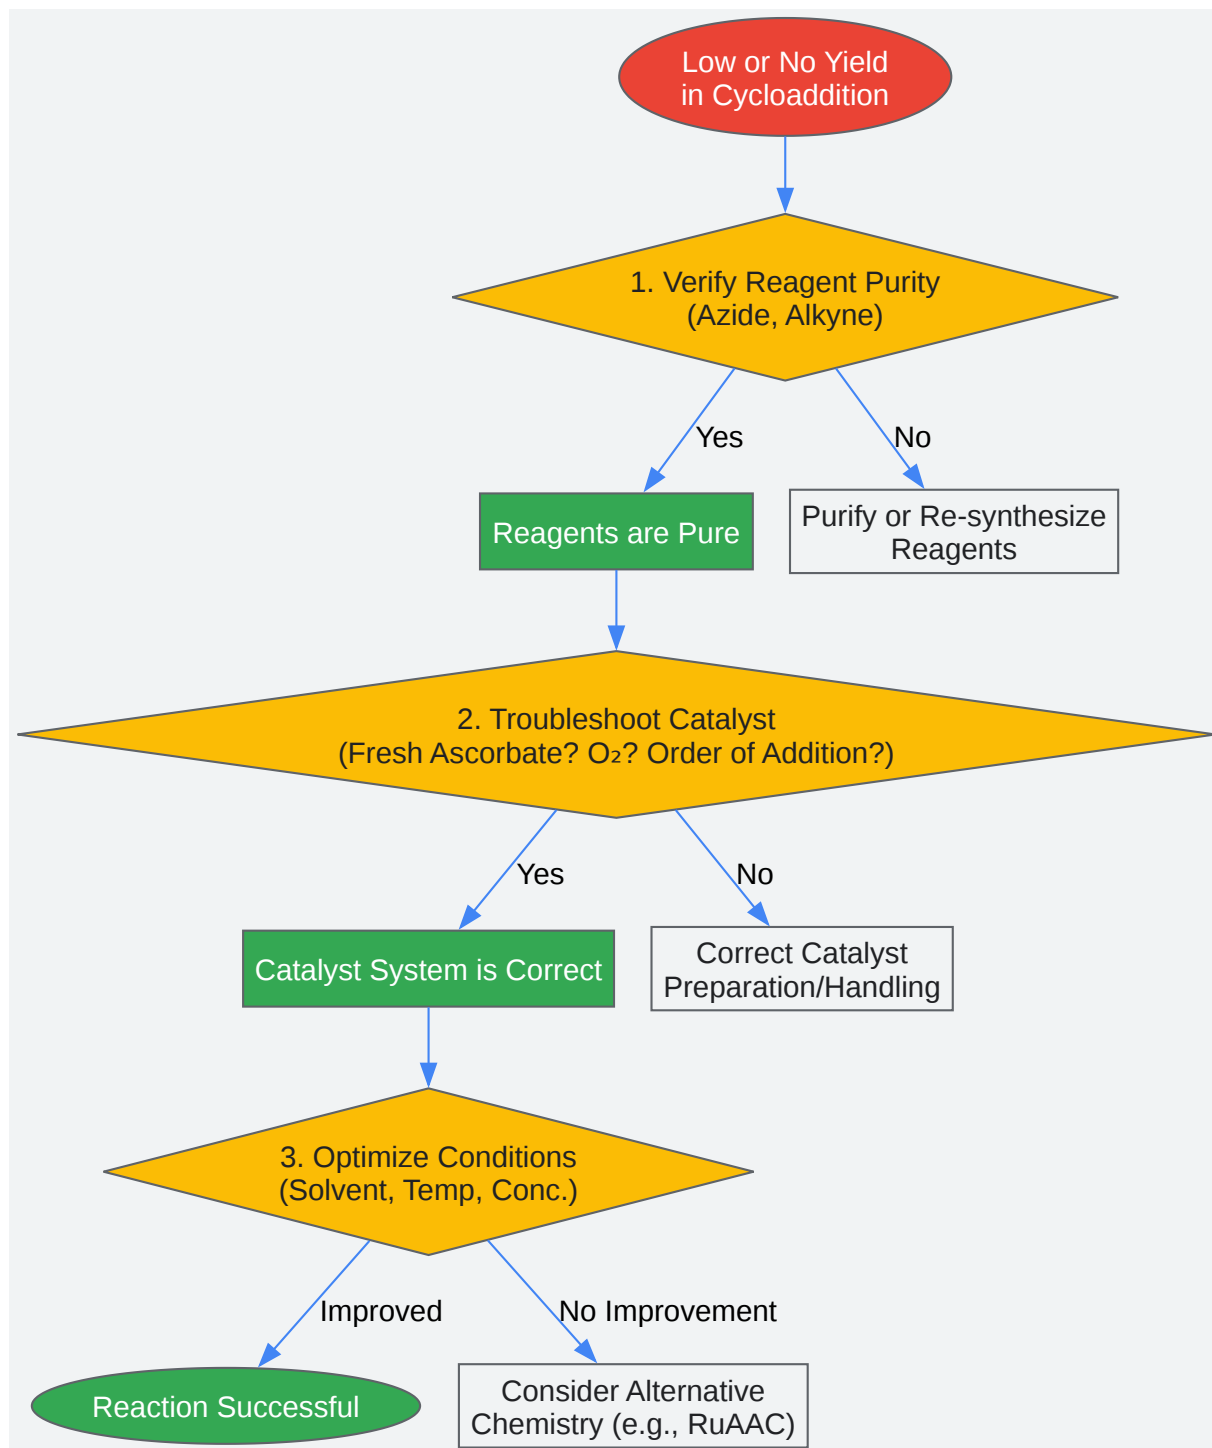 Low or No Yield
in Cycloaddition
1. Verify Reagent Purity
(Azide, Alkyne)
Yes
No
Reagents are Pure
Purify or Re-synthesize
Reagents
2. Troubleshoot Catalyst
(Fresh Ascorbate? O₂? Order of Addition?)
Yes
No
Catalyst System is Correct
Correct Catalyst
Preparation/Handling
3. Optimize Conditions
(Solvent, Temp, Conc.)
Improved
No Improvement
Reaction Successful
Consider Alternative
Chemistry (e.g., RuAAC)